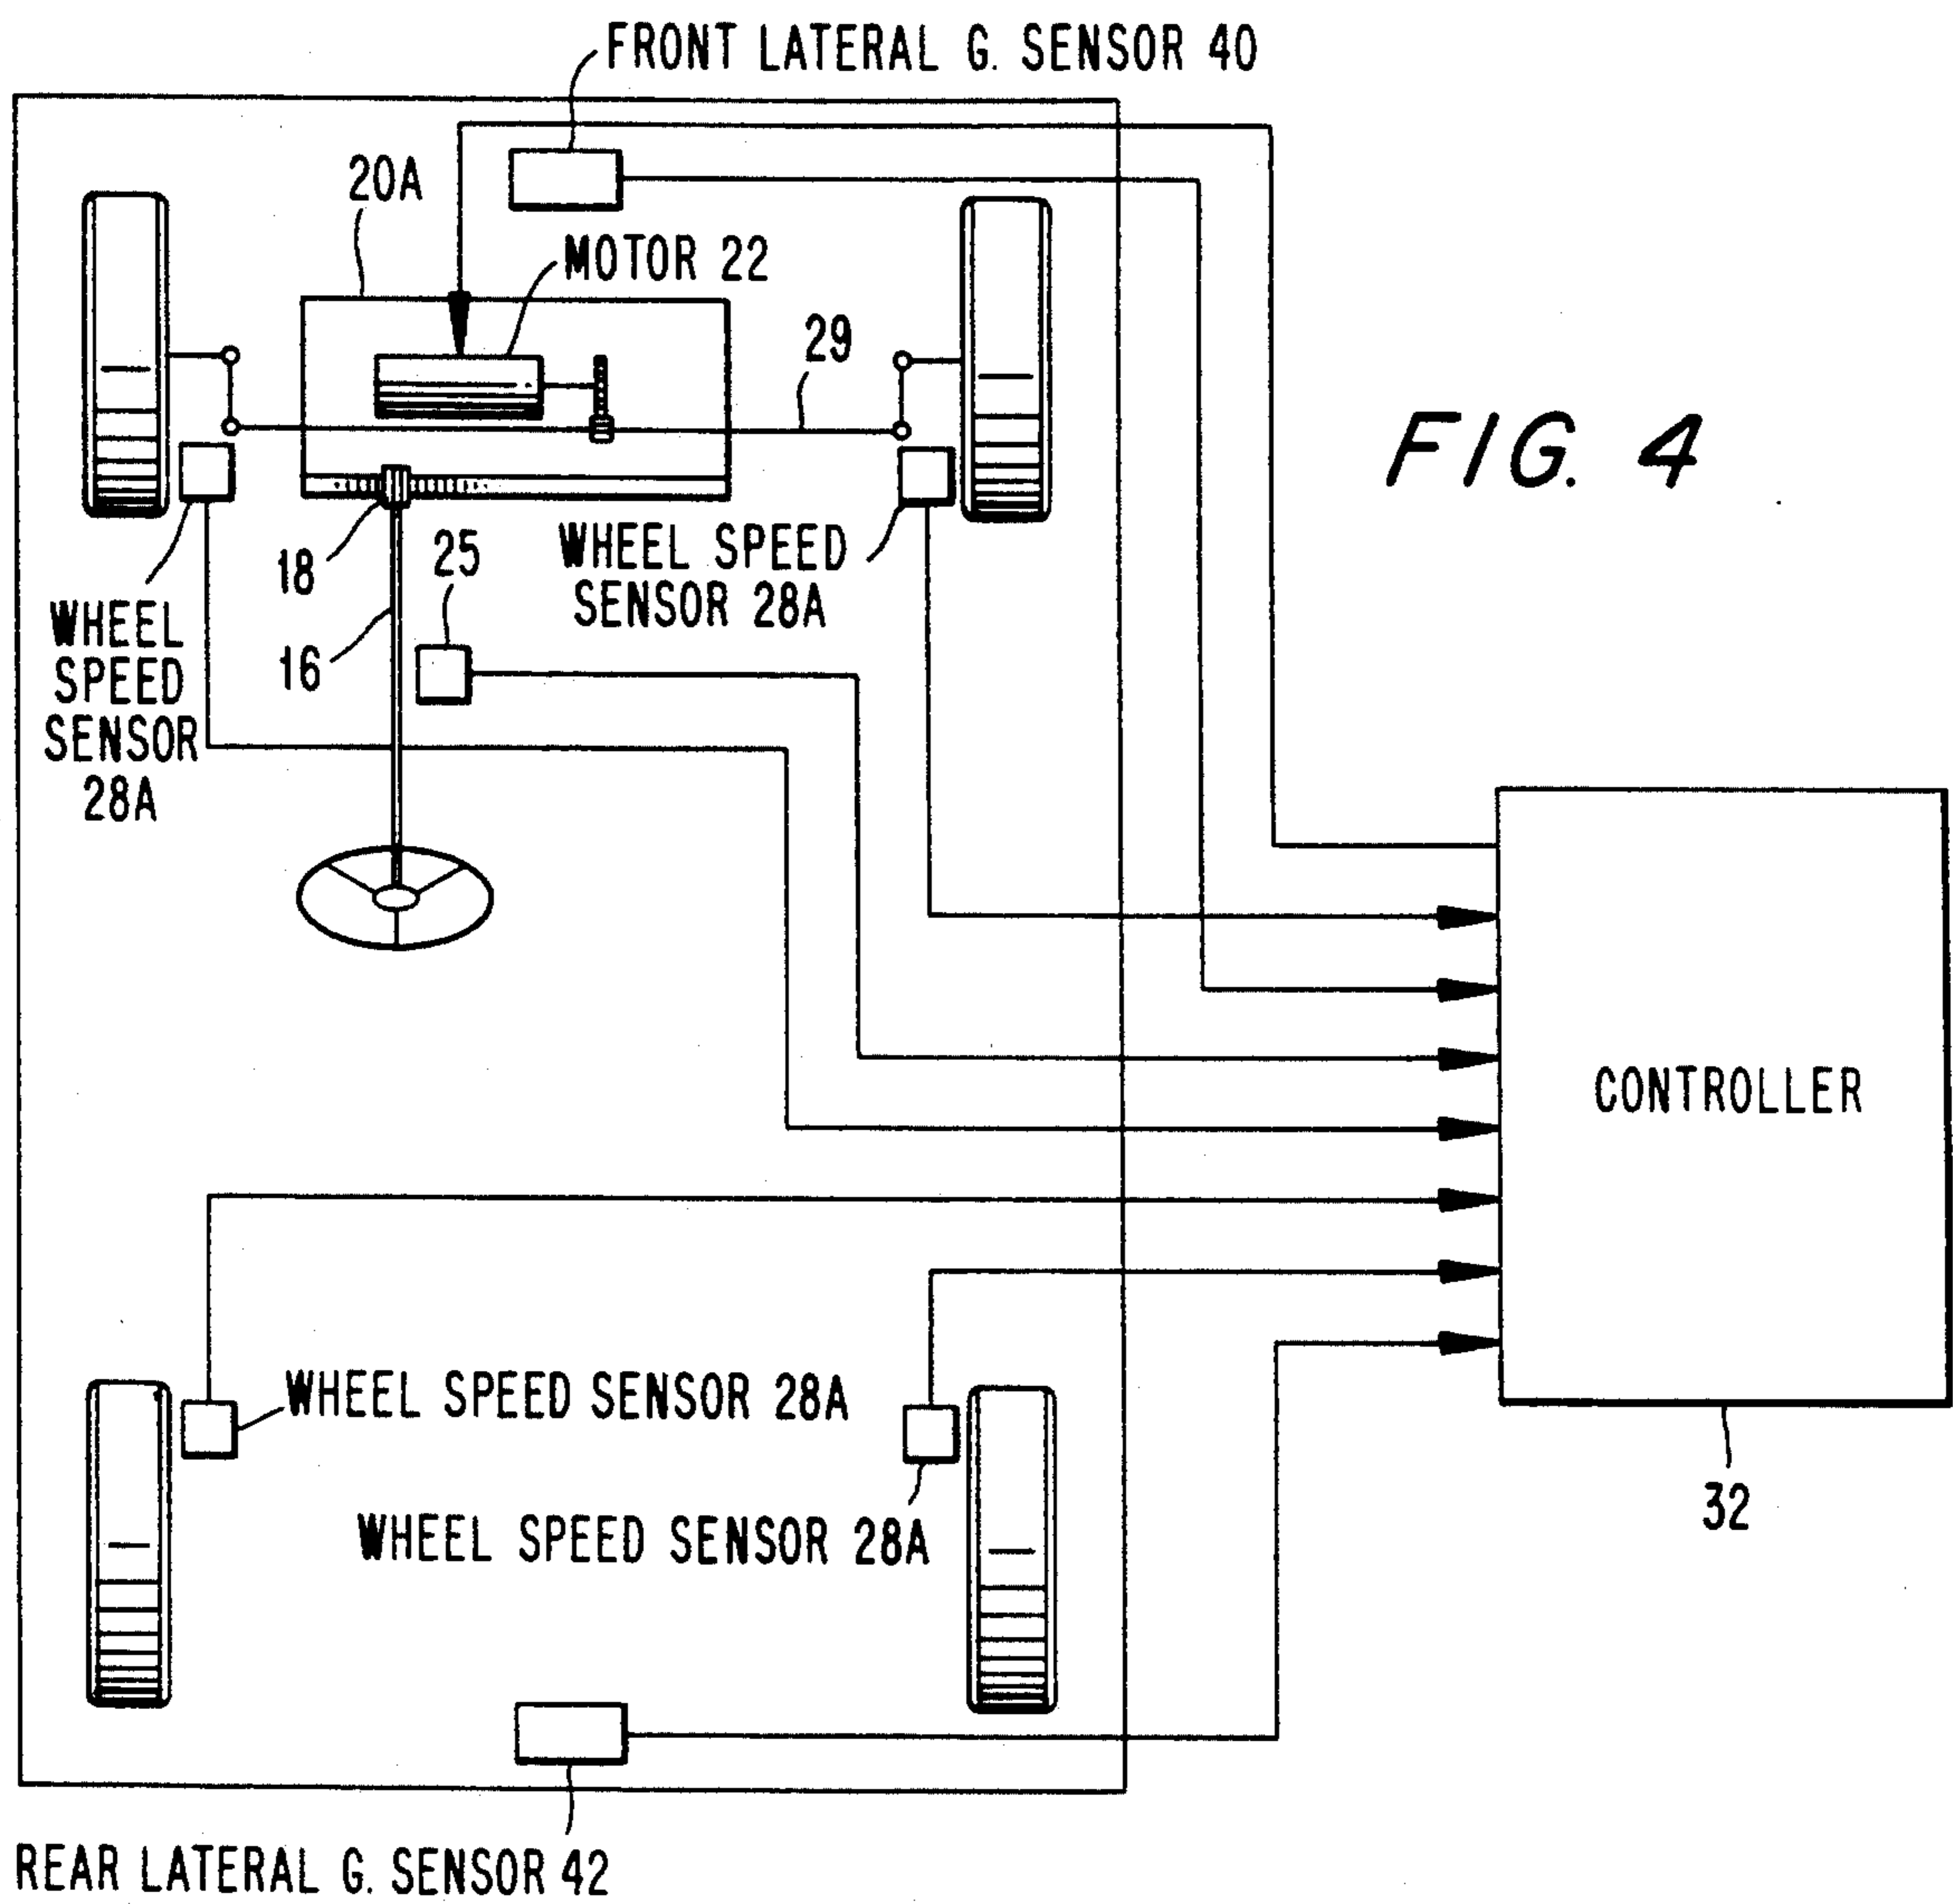 FRONT LATERAL G. SENSOR 40
20A
MOTOR 22
29
FIG. 4
18
25
WHEEL SPEED
SENSOR 28A
16
WHEEL
SPEED
SENSOR
28A
CONTROLLER
WHEEL SPEED SENSOR 28A
WHEEL SPEED SENSOR 28A
32
REAR LATERAL G. SENSOR 42